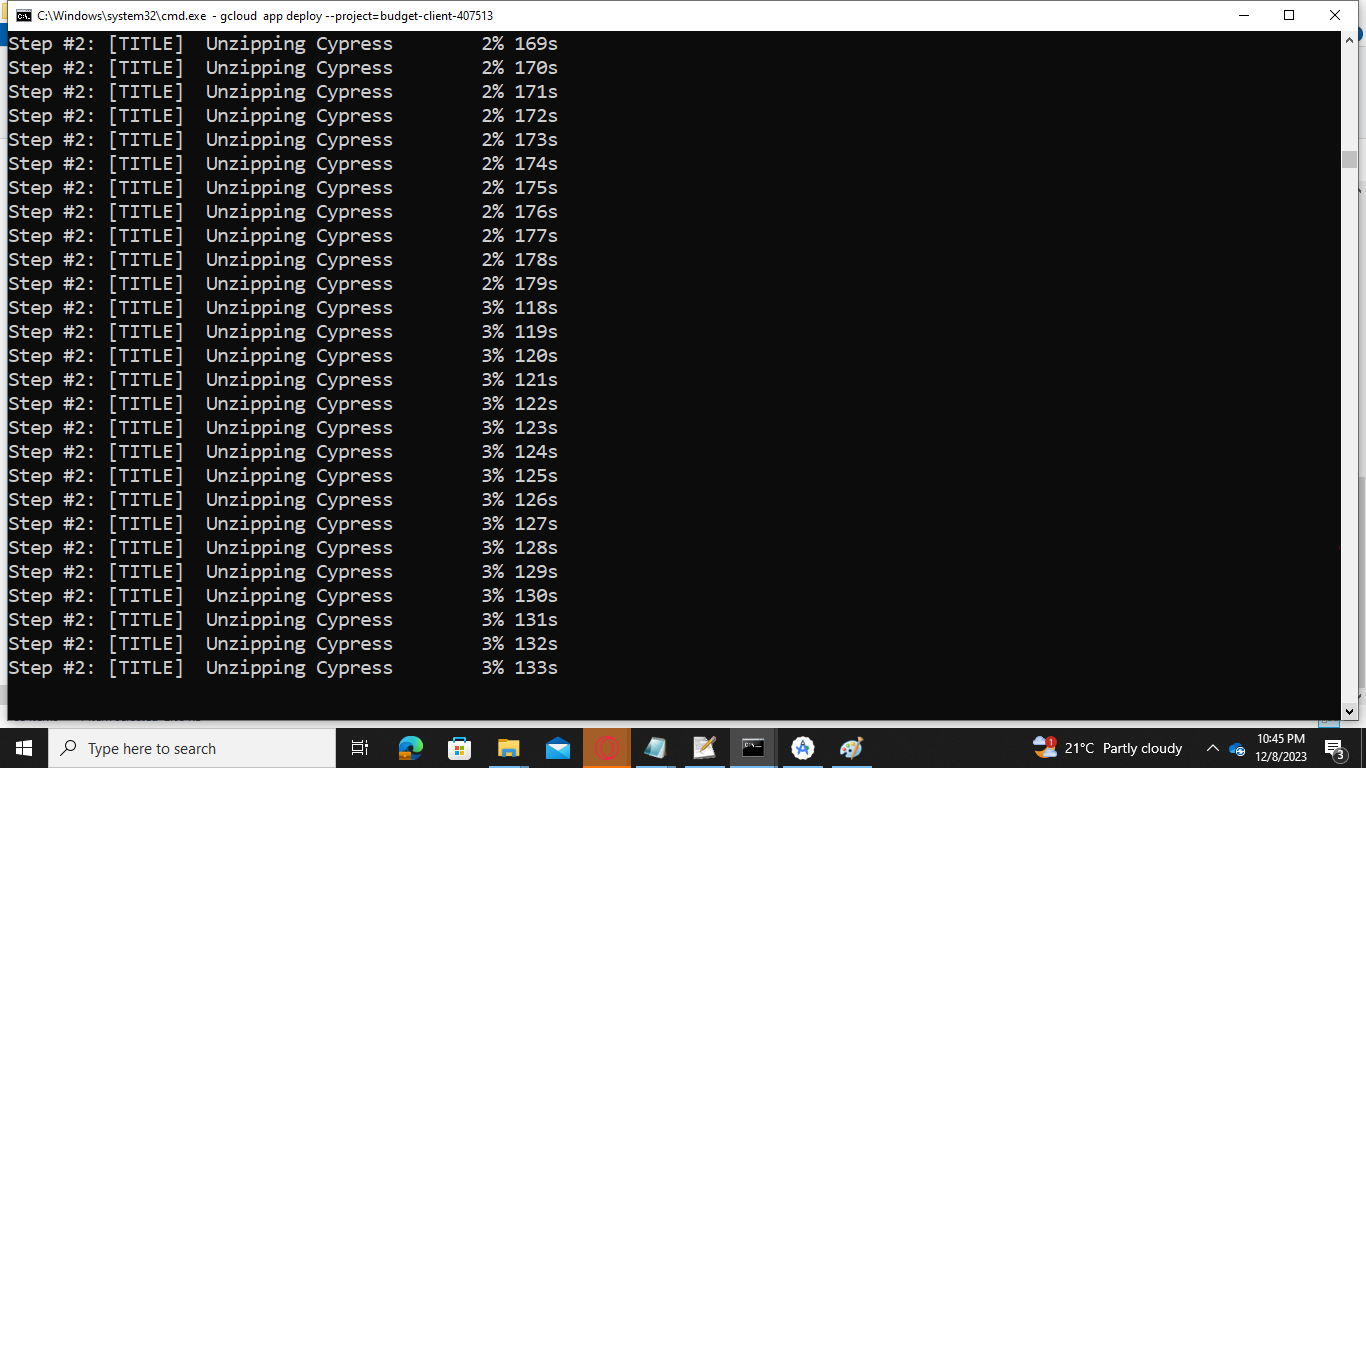 C:\Windows\system32\cmd.exe - gcloud app deploy --project=budget-client-407513
Step #2: [TITLE]  Unzipping Cypress        2% 169s
Step #2: [TITLE]  Unzipping Cypress        2% 170s
Step #2: [TITLE]  Unzipping Cypress        2% 171s
Step #2: [TITLE]  Unzipping Cypress        2% 172s
Step #2: [TITLE]  Unzipping Cypress        2% 173s
Step #2: [TITLE]  Unzipping Cypress        2% 174s
Step #2: [TITLE]  Unzipping Cypress        2% 175s
Step #2: [TITLE]  Unzipping Cypress        2% 176s
Step #2: [TITLE]  Unzipping Cypress        2% 177s
Step #2: [TITLE]  Unzipping Cypress        2% 178s
Step #2: [TITLE]  Unzipping Cypress        2% 179s
Step #2: [TITLE]  Unzipping Cypress        3% 118s
Step #2: [TITLE]  Unzipping Cypress        3% 119s
Step #2: [TITLE]  Unzipping Cypress        3% 120s
Step #2: [TITLE]  Unzipping Cypress        3% 121s
Step #2: [TITLE]  Unzipping Cypress        3% 122s
Step #2: [TITLE]  Unzipping Cypress        3% 123s
Step #2: [TITLE]  Unzipping Cypress        3% 124s
Step #2: [TITLE]  Unzipping Cypress        3% 125s
Step #2: [TITLE]  Unzipping Cypress        3% 126s
Step #2: [TITLE]  Unzipping Cypress        3% 127s
Step #2: [TITLE]  Unzipping Cypress        3% 128s
Step #2: [TITLE]  Unzipping Cypress        3% 129s
Step #2: [TITLE]  Unzipping Cypress        3% 130s
Step #2: [TITLE]  Unzipping Cypress        3% 131s
Step #2: [TITLE]  Unzipping Cypress        3% 132s
Step #2: [TITLE]  Unzipping Cypress        3% 133s
Type here to search
1
21°C Partly cloudy
10:45 PM
12/8/2023
3